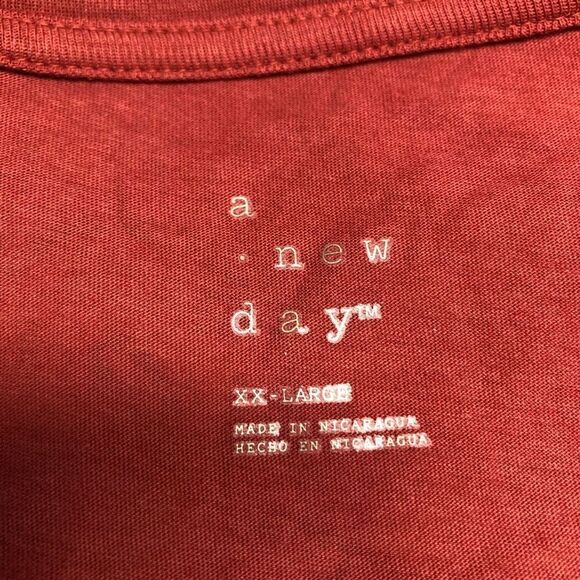 a
new
day™
XX-LARGE
MADE IN NICARAGUA
HECHO EN NICARAGUA